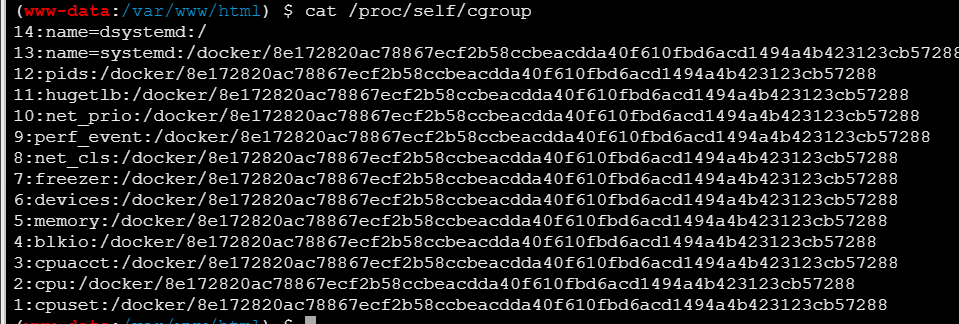 (www-data:/var/www/html) $ cat /proc/self/cgroup
14:name=dsystemd:/
13:name=systemd:/docker/8e172820ac78867ecf2b58ccbeacdda40f610fbd6acd1494a4b423123cb57288
12:pids:/docker/8e172820ac78867ecf2b58ccbeacdda40f610fbd6acd1494a4b423123cb57288
11:hugetlb:/docker/8e172820ac78867ecf2b58ccbeacdda40f610fbd6acd1494a4b423123cb57288
10:net_prio:/docker/8e172820ac78867ecf2b58ccbeacdda40f610fbd6acd1494a4b423123cb57288
9:perf_event:/docker/8e172820ac78867ecf2b58ccbeacdda40f610fbd6acd1494a4b423123cb57288
8:net_cls:/docker/8e172820ac78867ecf2b58ccbeacdda40f610fbd6acd1494a4b423123cb57288
7:freezer:/docker/8e172820ac78867ecf2b58ccbeacdda40f610fbd6acd1494a4b423123cb57288
6:devices:/docker/8e172820ac78867ecf2b58ccbeacdda40f610fbd6acd1494a4b423123cb57288
5:memory:/docker/8e172820ac78867ecf2b58ccbeacdda40f610fbd6acd1494a4b423123cb57288
4:blkio:/docker/8e172820ac78867ecf2b58ccbeacdda40f610fbd6acd1494a4b423123cb57288
3:cpuacct:/docker/8e172820ac78867ecf2b58ccbeacdda40f610fbd6acd1494a4b423123cb57288
2:cpu:/docker/8e172820ac78867ecf2b58ccbeacdda40f610fbd6acd1494a4b423123cb57288
1:cpuset:/docker/8e172820ac78867ecf2b58ccbeacdda40f610fbd6acd1494a4b423123cb57288
(www-data:/var/www/html) $